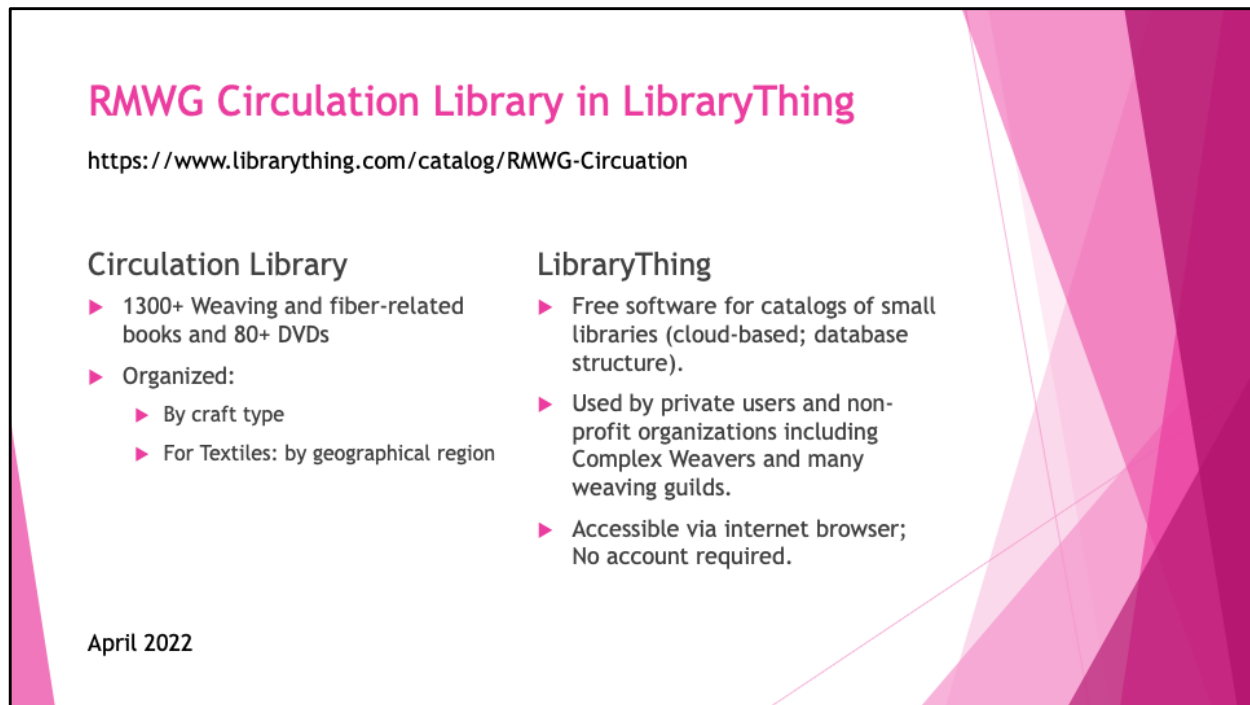 RMWG Circulation Library in LibraryThing
https://www.librarything.com/catalog/RMWG-Circuation
Circulation Library
▶ 1300+ Weaving and fiber-related
books and 80+ DVDs
▶ Organized:
▶ By craft type
▶ For Textiles: by geographical region
LibraryThing
▶ Free software for catalogs of small
libraries (cloud-based; database
structure).
▶ Used by private users and non-
profit organizations including
Complex Weavers and many
weaving guilds.
▶ Accessible via internet browser;
No account required.
April 2022